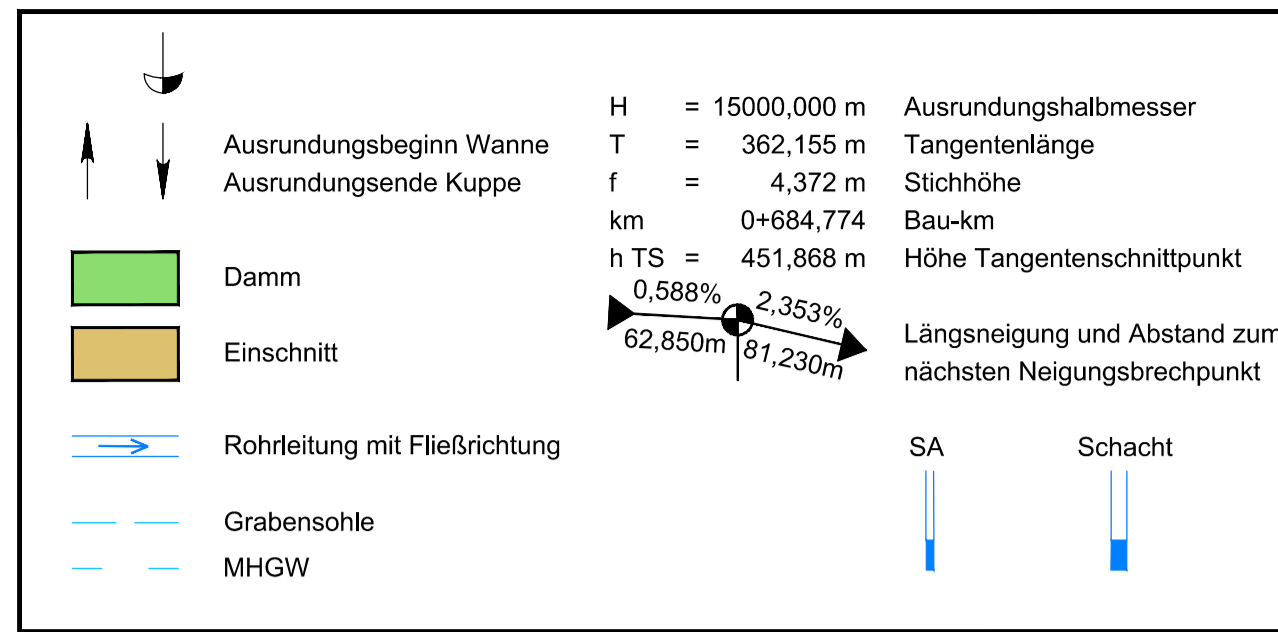 Ausrundungsbeginn Wanne
Ausrundungsende Kuppe
Damm
Einschnitt
Rohrleitung mit Fließrichtung
Grabensohle
MHGW
H = 15000,000 m Ausrundungshalbmesser
T = 362,155 m Tangentenlänge
f = 4,372 m Stichhöhe
km 0+684,774 Bau-km
h TS = 451,868 m Höhe Tangentenschnittpunkt
0,588% 2,353%
62,850m 81,230m
Längsneigung und Abstand zum
nächsten Neigungsbrechpunkt
SA Schacht